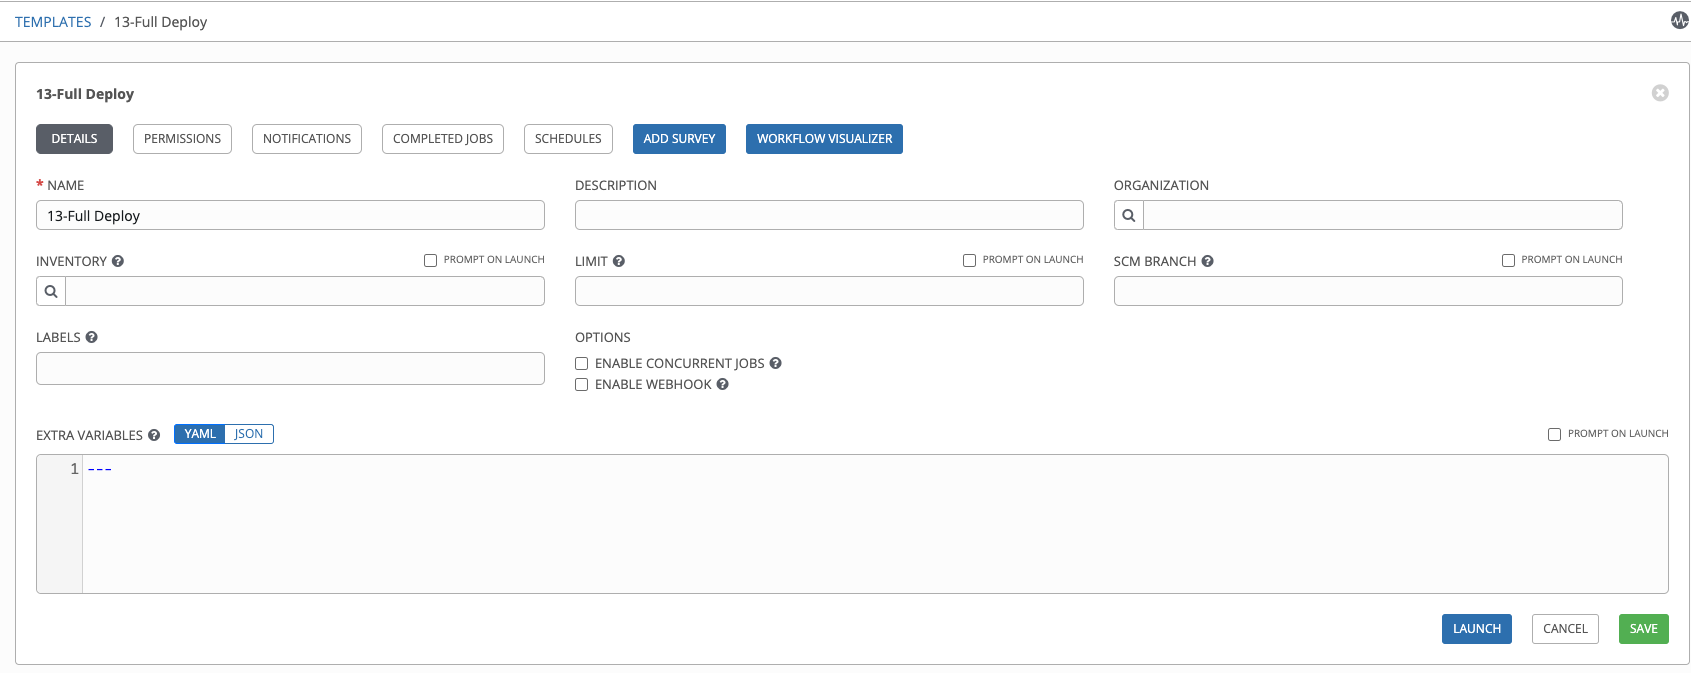 TEMPLATES / 13-Full Deploy
13-Full Deploy
DETAILS PERMISSIONS NOTIFICATIONS COMPLETED JOBS SCHEDULES ADD SURVEY WORKFLOW VISUALIZER
* NAME DESCRIPTION ORGANIZATION
13-Full Deploy
INVENTORY ? PROMPT ON LAUNCH LIMIT ? PROMPT ON LAUNCH SCM BRANCH ? PROMPT ON LAUNCH
LABELS ? OPTIONS
ENABLE CONCURRENT JOBS ?
ENABLE WEBHOOK ?
EXTRA VARIABLES ? YAML JSON PROMPT ON LAUNCH
1 ---
LAUNCH CANCEL SAVE